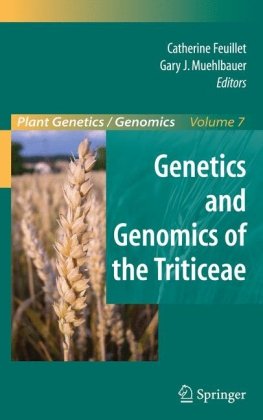 Catherine Feuillet
Gary J. Muehlbauer
Editors
Plant Genetics / Genomics Volume 7
Genetics
and
Genomics of
the Triticeae
Springer